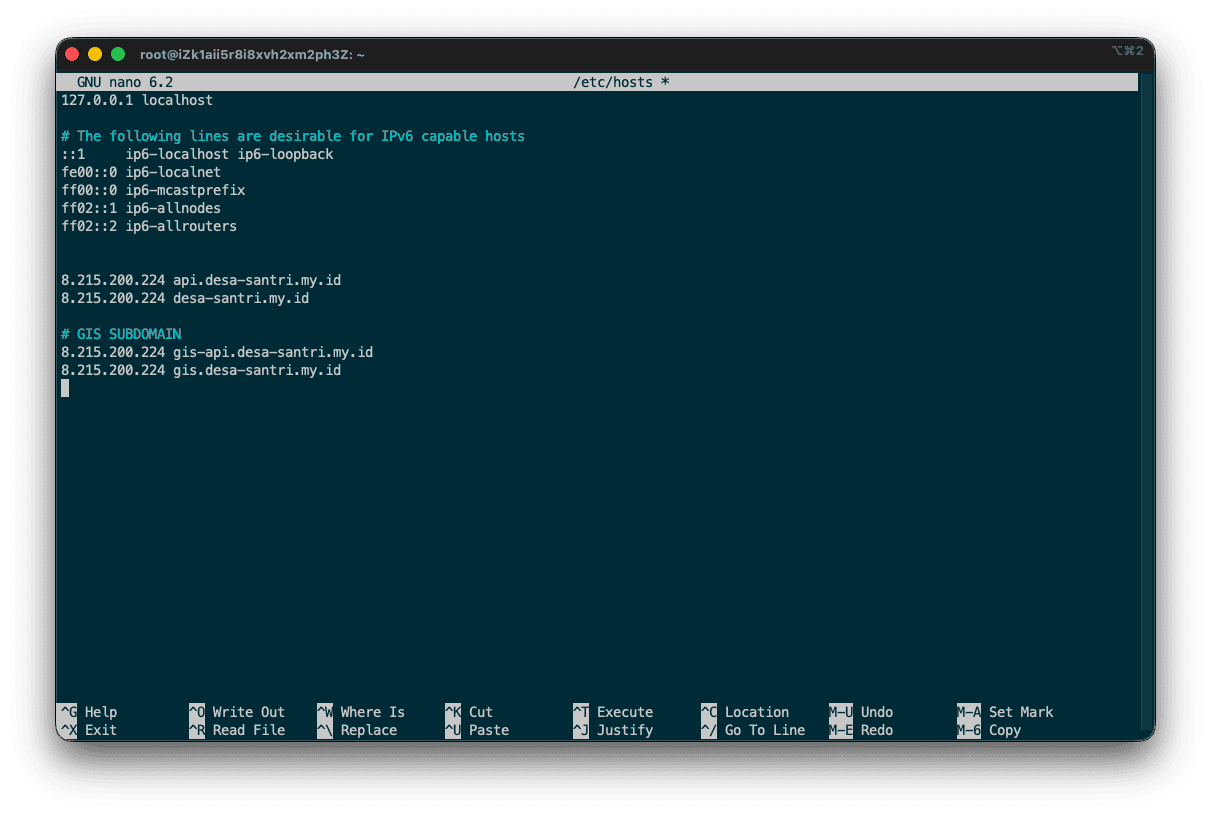 root@iZk1aii5r8i8xvh2xm2ph3Z: ~ ⌥⌘2
GNU nano 6.2 /etc/hosts *
127.0.0.1 localhost
# The following lines are desirable for IPv6 capable hosts
::1 ip6-localhost ip6-loopback
fe00::0 ip6-localnet
ff00::0 ip6-mcastprefix
ff02::1 ip6-allnodes
ff02::2 ip6-allrouters
8.215.200.224 api.desa-santri.my.id
8.215.200.224 desa-santri.my.id
# GIS SUBDOMAIN
8.215.200.224 gis-api.desa-santri.my.id
8.215.200.224 gis.desa-santri.my.id
^G Help ^O Write Out ^W Where Is ^K Cut ^T Execute ^C Location M-U Undo M-A Set Mark
^X Exit ^R Read File ^\ Replace ^U Paste ^J Justify ^/ Go To Line M-E Redo M-6 Copy